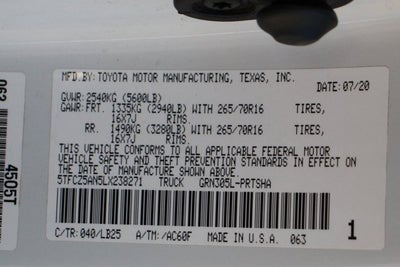 MFD.BY: TOYOTA MOTOR MANUFACTURING, TEXAS, INC.
DATE: 07/20
GVWR: 2540KG (5600LB)
GAWR: FRT. 1335KG (2940LB) WITH 265/70R16 TIRES,
16X7J RIMS.
RR. 1490KG (3280LB) WITH 265/70R16 TIRES,
16X7J RIMS.
THIS VEHICLE CONFORMS TO ALL APPLICABLE FEDERAL MOTOR
VEHICLE SAFETY AND THEFT PREVENTION STANDARDS IN EFFECT
ON THE DATE OF MANUFACTURE SHOWN ABOVE.
5TFCZ5AN5LX238271 TRUCK GRN305L-PRTSHA
1
C/TR: 040/LB25 A/TM: /AC60F MADE IN U.S.A. 063
063
4505T